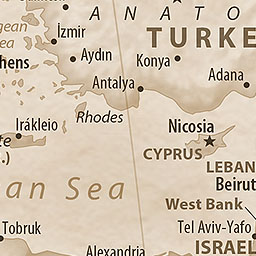 ANATO
TURKE
İzmir
Aydın
Konya
Adana
Antalya
Rhodes
Irákleio
Nicosia
CYPRUS
LEBAN
Beirut
West Bank
an Sea
Tobruk
Tel Aviv-Yafo
Alexandria
ISRAEL